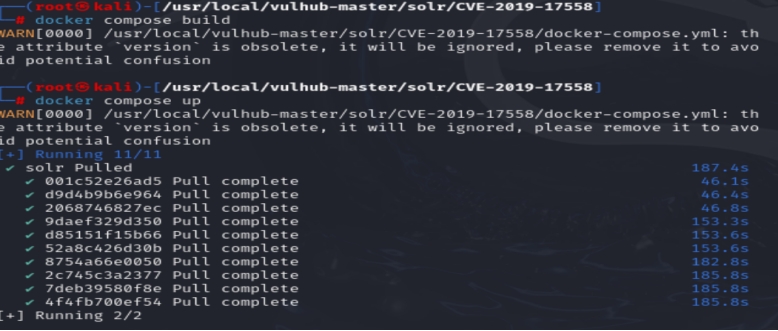 (root㉿kali)-[/usr/local/vulhub-master/solr/CVE-2019-17558]
# docker compose build
WARN[0000] /usr/local/vulhub-master/solr/CVE-2019-17558/docker-compose.yml: th
e attribute `version` is obsolete, it will be ignored, please remove it to avo
id potential confusion
(root㉿kali)-[/usr/local/vulhub-master/solr/CVE-2019-17558]
# docker compose up
WARN[0000] /usr/local/vulhub-master/solr/CVE-2019-17558/docker-compose.yml: th
e attribute `version` is obsolete, it will be ignored, please remove it to avo
id potential confusion
[+] Running 11/11
✔ solr Pulled 187.4s
✔ 001c52e26ad5 Pull complete 46.1s
✔ d9d4b9b6e964 Pull complete 46.4s
✔ 2068746827ec Pull complete 46.8s
✔ 9daef329d350 Pull complete 153.3s
✔ d85151f15b66 Pull complete 153.6s
✔ 52a8c426d30b Pull complete 153.6s
✔ 8754a66e0050 Pull complete 182.8s
✔ 2c745c3a2377 Pull complete 185.8s
✔ 7deb39580f8e Pull complete 185.8s
✔ 4f4fb700ef54 Pull complete 185.8s
[+] Running 2/2